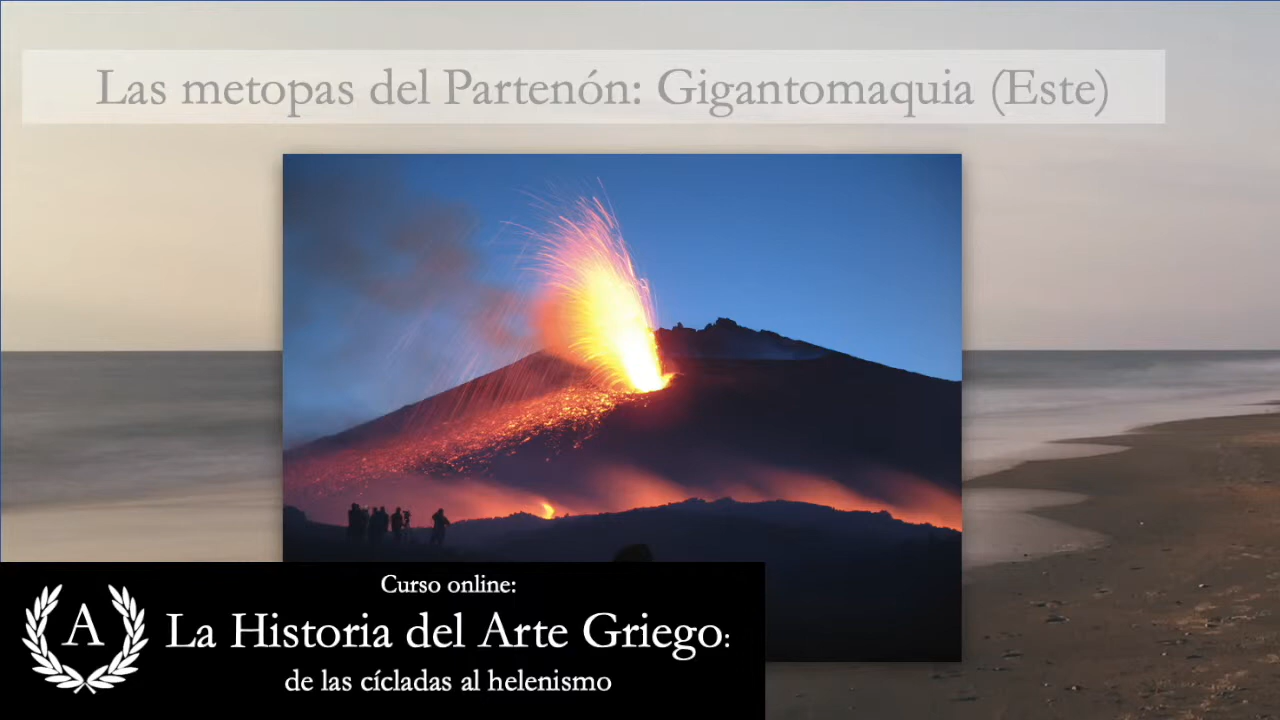 Las metopas del Partenón: Gigantomaquia (Este)
Curso online:
A
La Historia del Arte Griego:
de las cícladas al helenismo